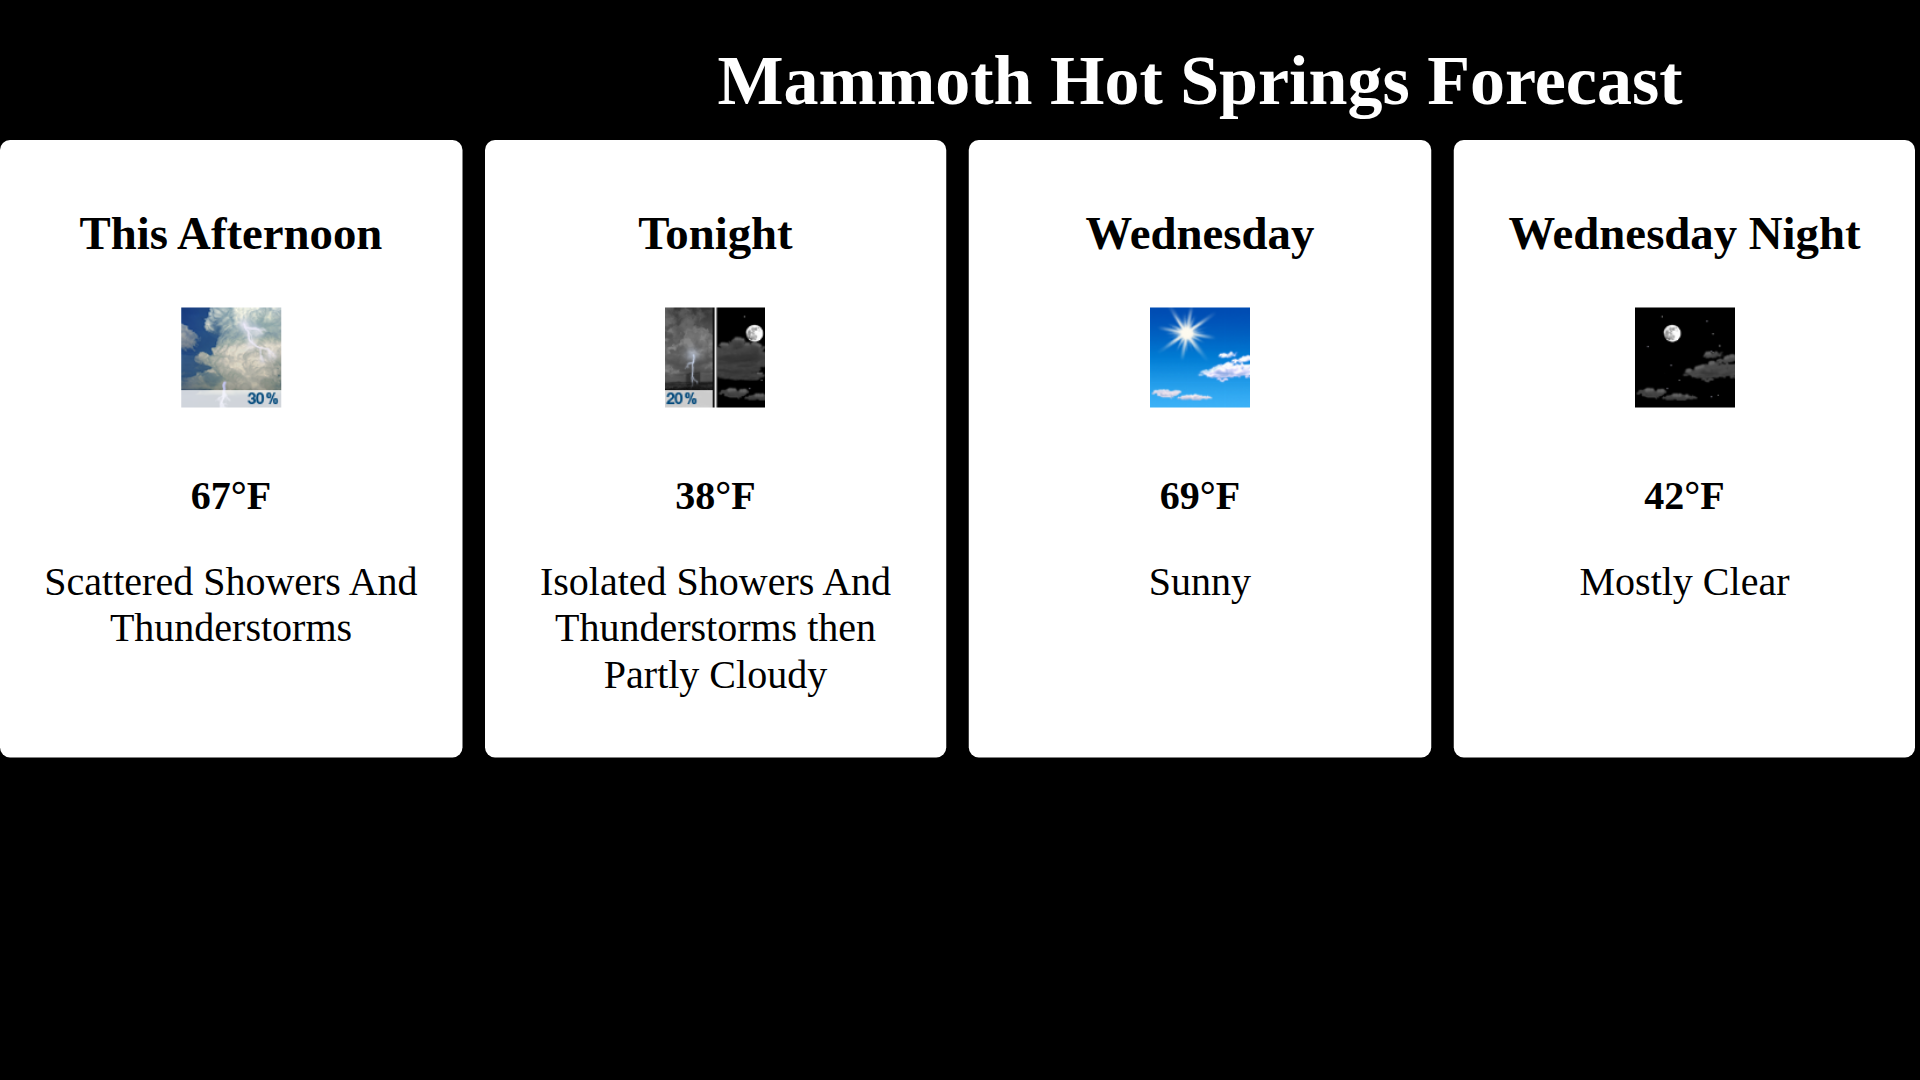 Mammoth Hot Springs Forecast
This Afternoon
30%
67°F
Scattered Showers And
Thunderstorms
Tonight
20%
38°F
Isolated Showers And
Thunderstorms then
Partly Cloudy
Wednesday
69°F
Sunny
Wednesday Night
42°F
Mostly Clear